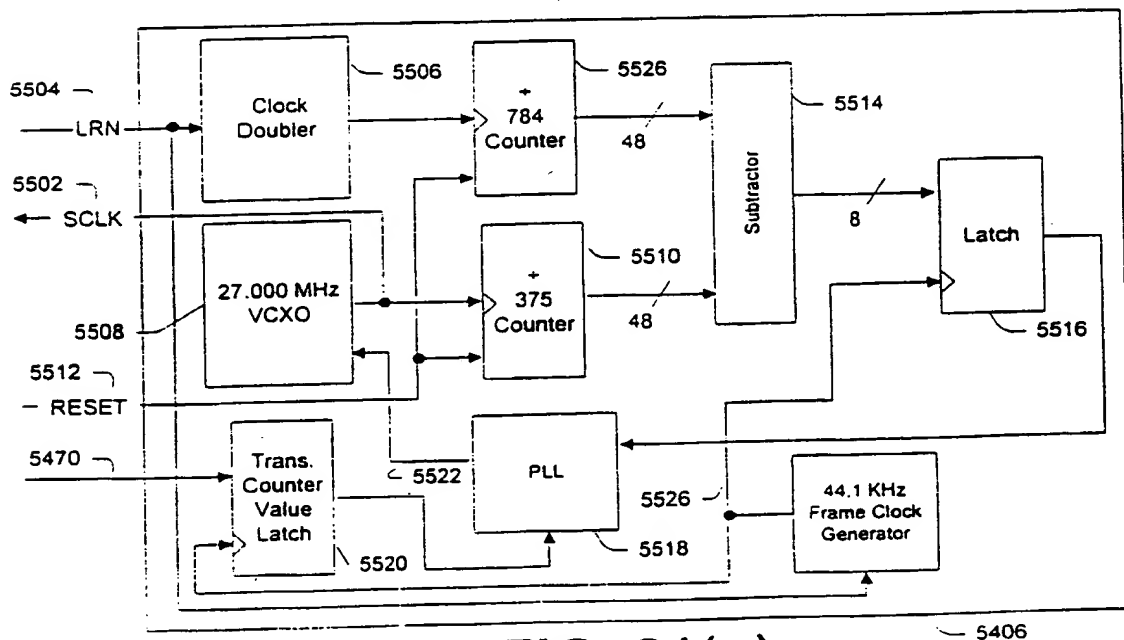 5504
LRN
5502
SCLK
5508
5512
RESET
5470
Clock
Doubler
5506
÷
784
Counter
5526
48
Subtractor
5514
27.000 MHz
VCXO
÷
375
Counter
5510
48
8
Latch
5516
Trans.
Counter
Value
Latch
5520
5522
PLL
5518
5526
44.1 KHz
Frame Clock
Generator
5406